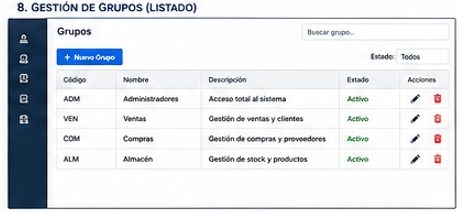 8. GESTIÓN DE GRUPOS (LISTADO)
Grupos
Buscar grupo...
+ Nuevo Grupo
Estado: Todos
Código Nombre Descripción Estado Acciones
ADM Administradores Acceso total al sistema Activo
VEN Ventas Gestión de ventas y clientes Activo
COM Compras Gestión de compras y proveedores Activo
ALM Almacén Gestión de stock y productos Activo